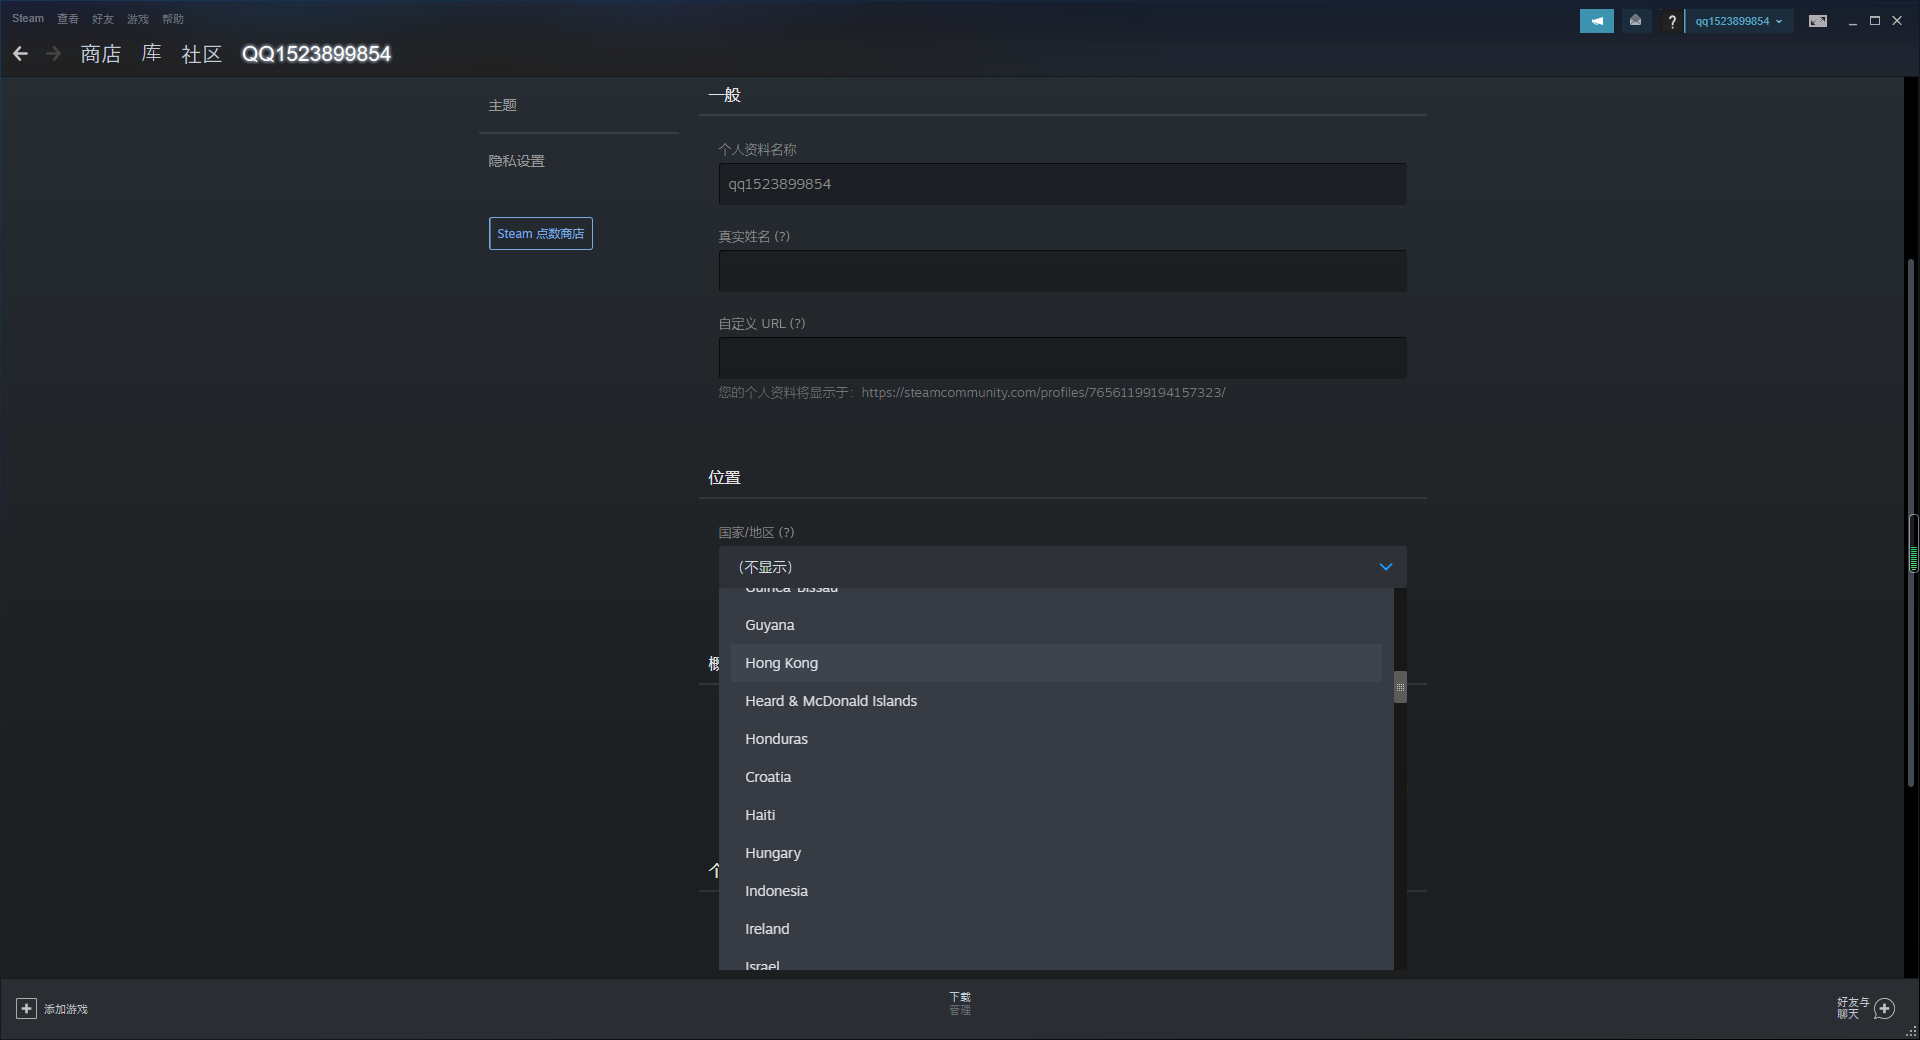 Steam 查看 好友 游戏 帮助
qq1523899854
商店 库 社区 QQ1523899854
主题
隐私设置
Steam 点数商店
一般
个人资料名称
qq1523899854
真实姓名 (?)
自定义 URL (?)
您的个人资料将显示于：https://steamcommunity.com/profiles/76561199194157323/
位置
国家/地区 (?)
(不显示)
Guinea-Bissau
Guyana
Hong Kong
Heard & McDonald Islands
Honduras
Croatia
Haiti
Hungary
Indonesia
Ireland
Israel
概
个
添加游戏
下载
管理
好友与
聊天